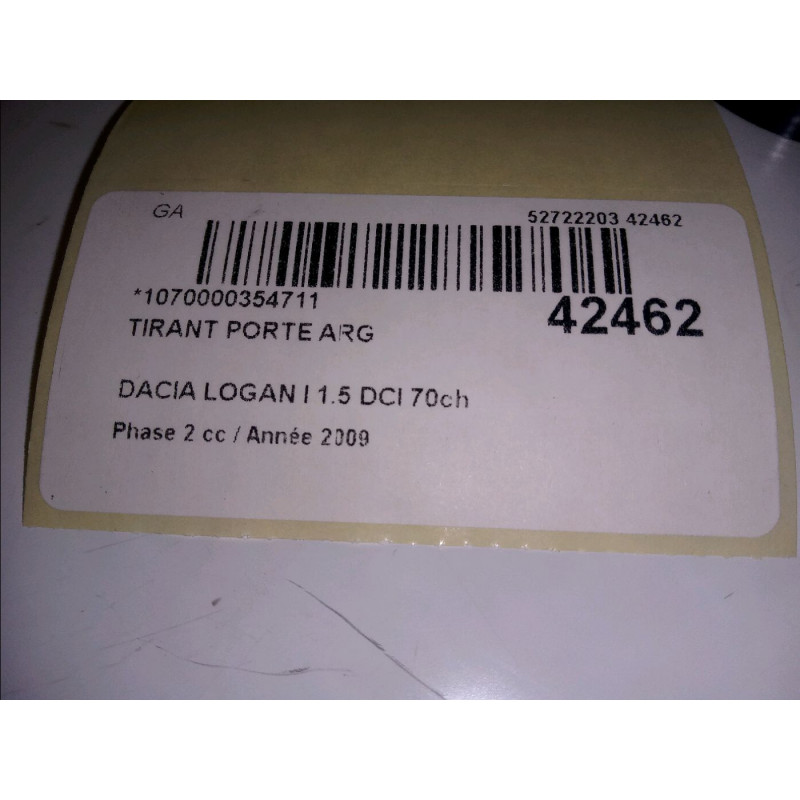 GA
52722203 42462
*1070000354711
42462
TIRANT PORTE ARG
DACIA LOGAN I 1.5 DCI 70ch
Phase 2 cc / Année 2009